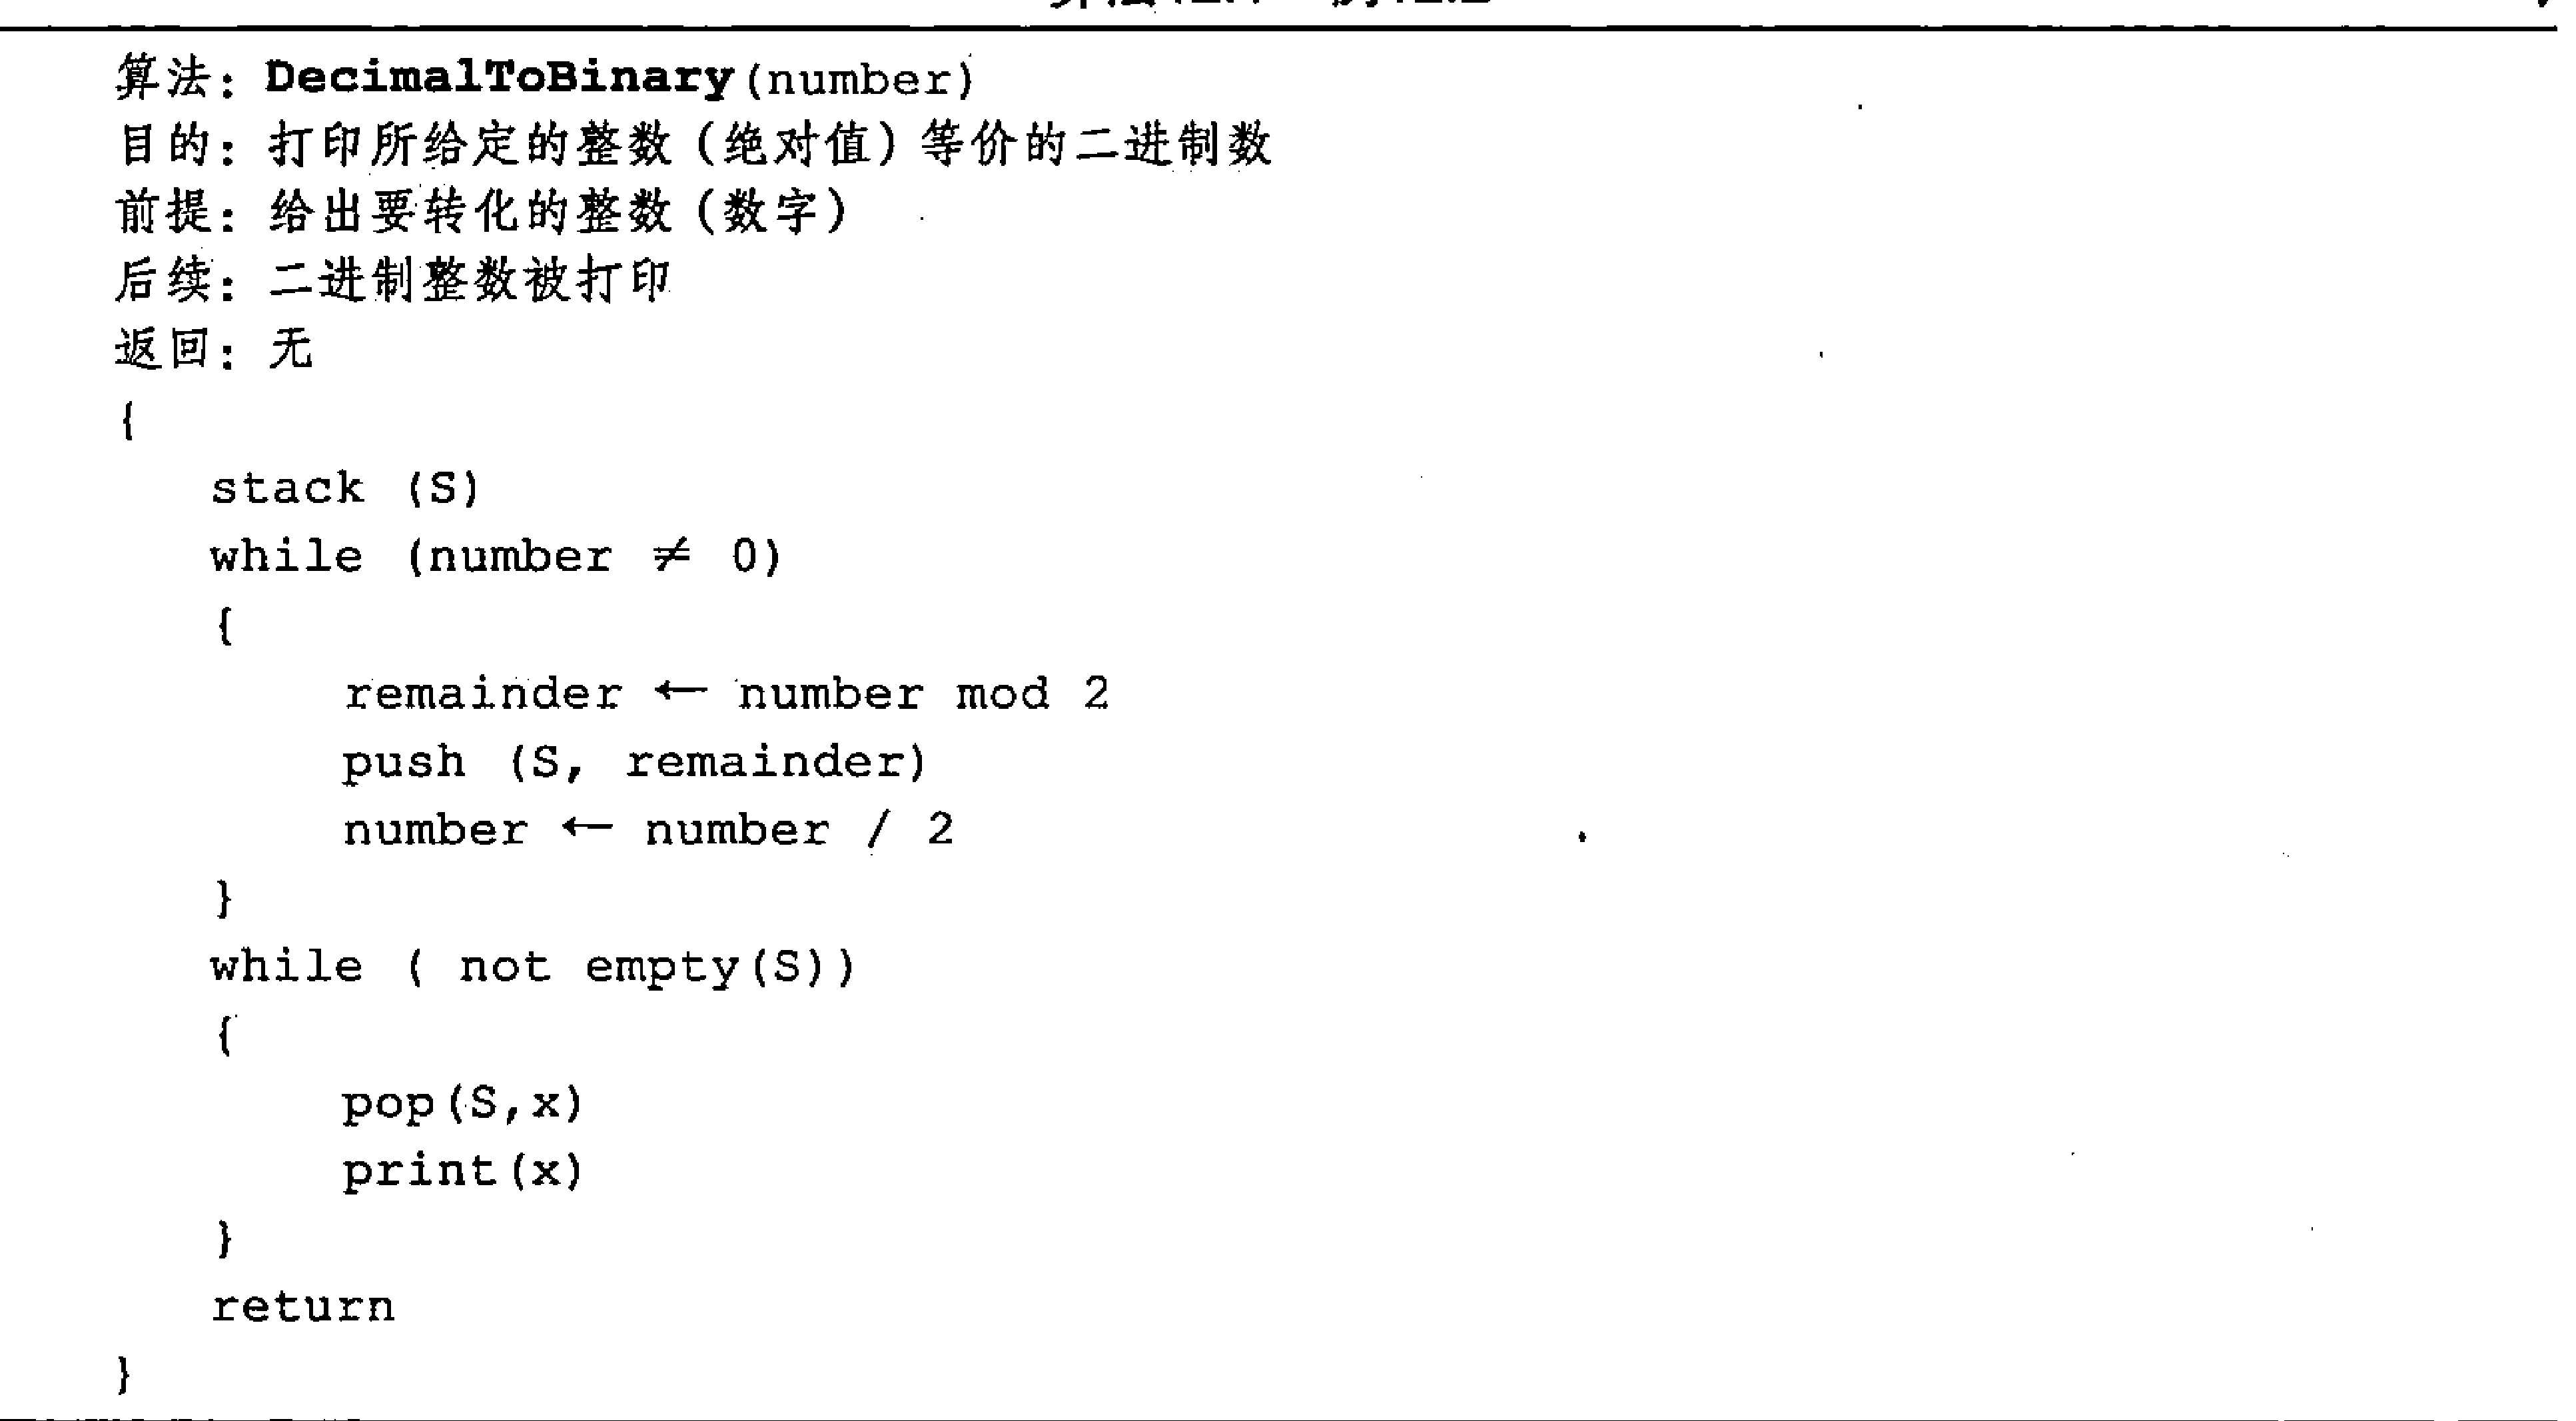 算法：DecimalToBinary(number)
目的：打印所给定的整数（绝对值）等价的二进制数
前提：给出要转化的整数（数字）
后续：二进制整数被打印
返回：无
{
stack (S)
while (number ≠ 0)
{
remainder ← number mod 2
push (S, remainder)
number ← number / 2
}
while ( not empty(S))
{
pop(S,x)
print(x)
}
return
}